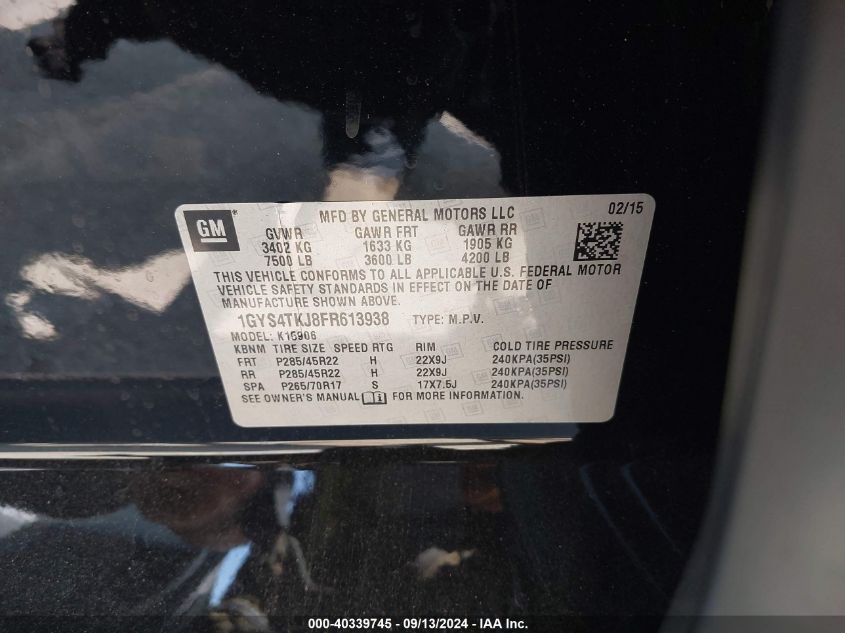 GM
MFD BY GENERAL MOTORS LLC 02/15
GVWR GAWR FRT GAWR RR
3402 KG 1633 KG 1905 KG
7500 LB 3600 LB 4200 LB
THIS VEHICLE CONFORMS TO ALL APPLICABLE U.S. FEDERAL MOTOR
VEHICLE SAFETY STANDARDS IN EFFECT ON THE DATE OF
MANUFACTURE SHOWN ABOVE.
1GYS4TKJ8FR613938 TYPE: M.P.V.
MODEL: K15906
KBNM TIRE SIZE SPEED RTG RIM COLD TIRE PRESSURE
FRT P285/45R22 H 22X9J 240KPA(35PSI)
RR P285/45R22 H 22X9J 240KPA(35PSI)
SPA P265/70R17 S 17X7.5J 240KPA(35PSI)
SEE OWNER'S MANUAL FOR MORE INFORMATION.
000-40339745 - 09/13/2024 - IAA Inc.